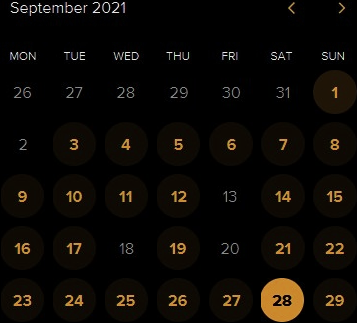 September 2021
MON TUE WED THU FRI SAT SUN
26 27 28 29 30 31 1
2 3 4 5 6 7 8
9 10 11 12 13 14 15
16 17 18 19 20 21 22
23 24 25 26 27 28 29